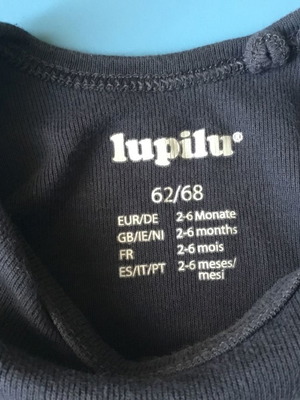 lupilu®
62/68
EUR/DE 2-6 Monate
GB/IE/NI 2-6 months
FR 2-6 mois
ES/IT/PT 2-6 meses/
mesi